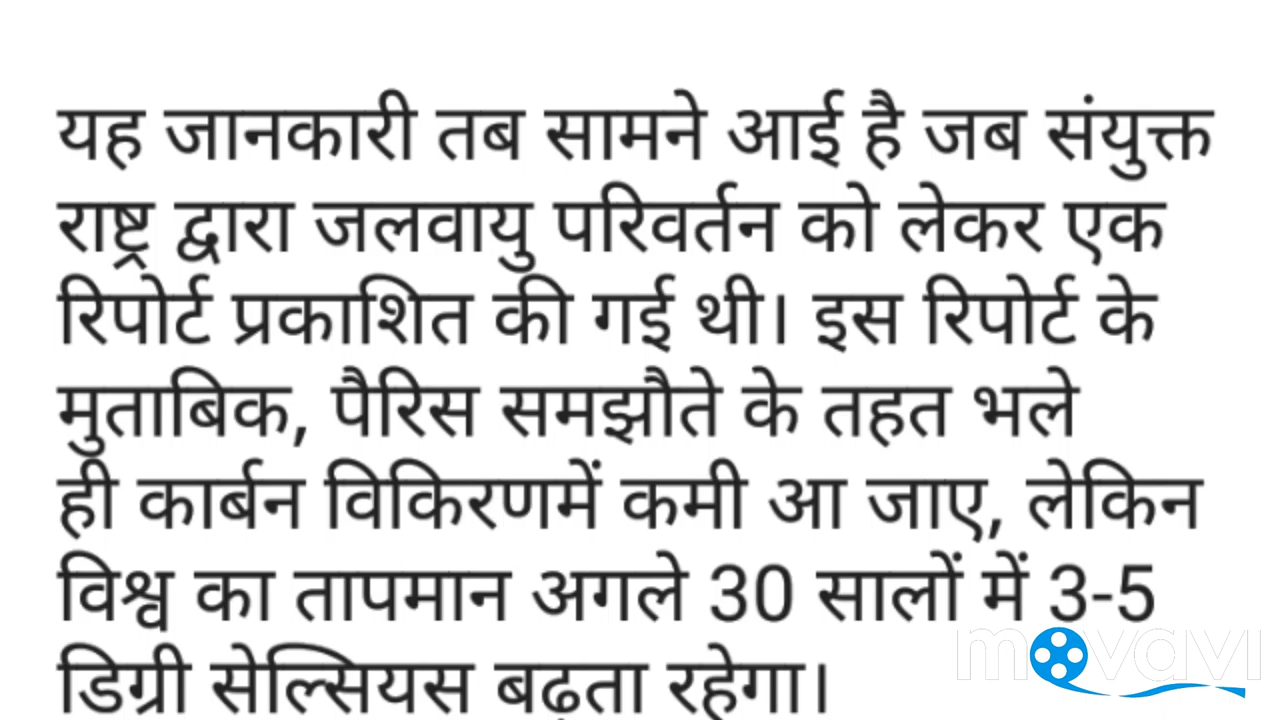 यह जानकारी तब सामने आई है जब संयुक्त
राष्ट्र द्वारा जलवायु परिवर्तन को लेकर एक
रिपोर्ट प्रकाशित की गई थी। इस रिपोर्ट के
मुताबिक, पैरिस समझौते के तहत भले
ही कार्बन विकिरणमें कमी आ जाए, लेकिन
विश्व का तापमान अगले 30 सालों में 3-5
डिग्री सेल्सियस बढ़ता रहेगा।
movavi